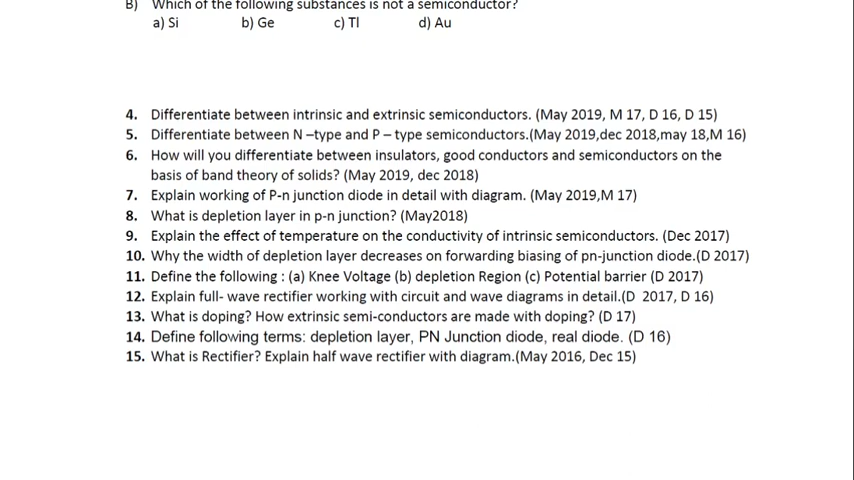 B) Which of the following substances is not a semiconductor?
a) Si b) Ge c) Tl d) Au
4. Differentiate between intrinsic and extrinsic semiconductors. (May 2019, M 17, D 16, D 15)
5. Differentiate between N –type and P – type semiconductors.(May 2019,dec 2018,may 18,M 16)
6. How will you differentiate between insulators, good conductors and semiconductors on the
basis of band theory of solids? (May 2019, dec 2018)
7. Explain working of P-n junction diode in detail with diagram. (May 2019,M 17)
8. What is depletion layer in p-n junction? (May2018)
9. Explain the effect of temperature on the conductivity of intrinsic semiconductors. (Dec 2017)
10. Why the width of depletion layer decreases on forwarding biasing of pn-junction diode.(D 2017)
11. Define the following : (a) Knee Voltage (b) depletion Region (c) Potential barrier (D 2017)
12. Explain full- wave rectifier working with circuit and wave diagrams in detail.(D 2017, D 16)
13. What is doping? How extrinsic semi-conductors are made with doping? (D 17)
14. Define following terms: depletion layer, PN Junction diode, real diode. (D 16)
15. What is Rectifier? Explain half wave rectifier with diagram.(May 2016, Dec 15)